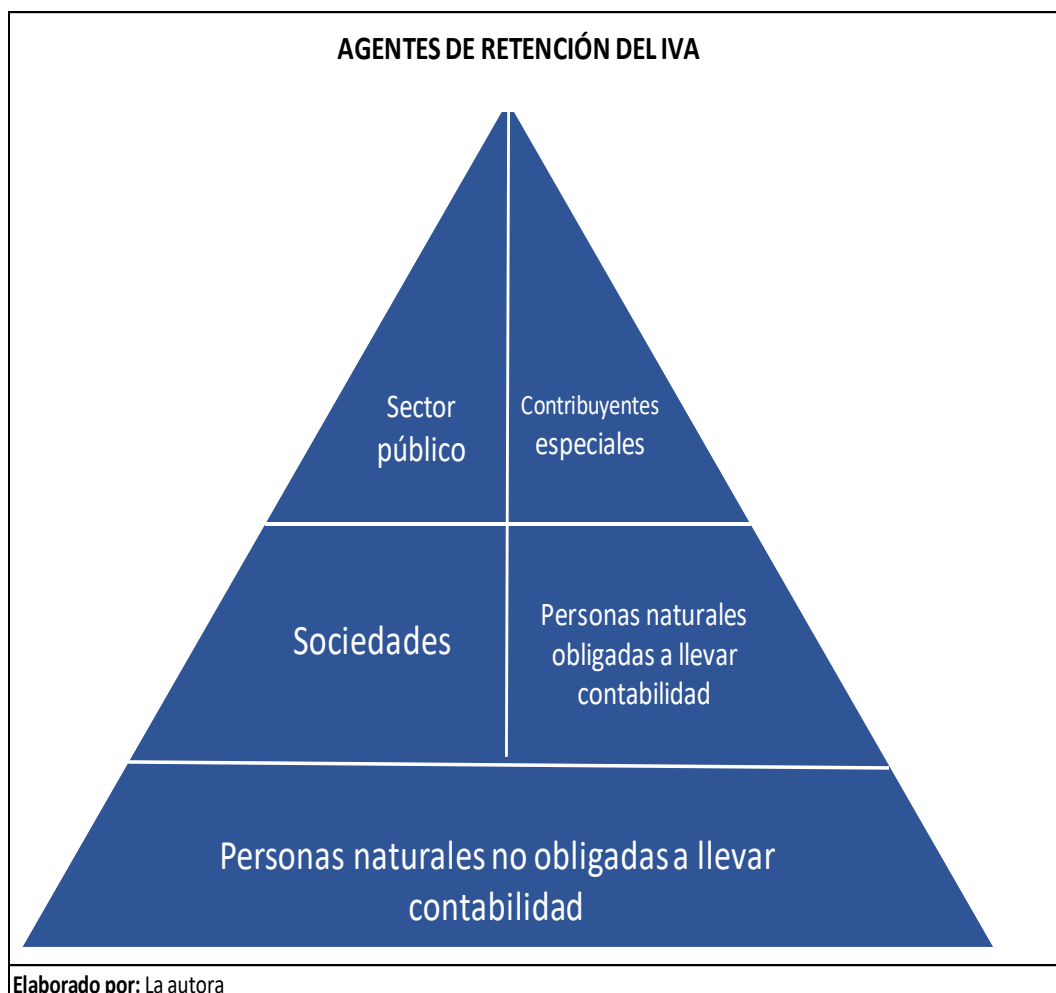 AGENTES DE RETENCIÓN DEL IVA
Sector
público
Contribuyentes
especiales
Sociedades
Personas naturales
obligadas a llevar
contabilidad
Personas naturales no obligadas a llevar
contabilidad
Elaborado por: La autora